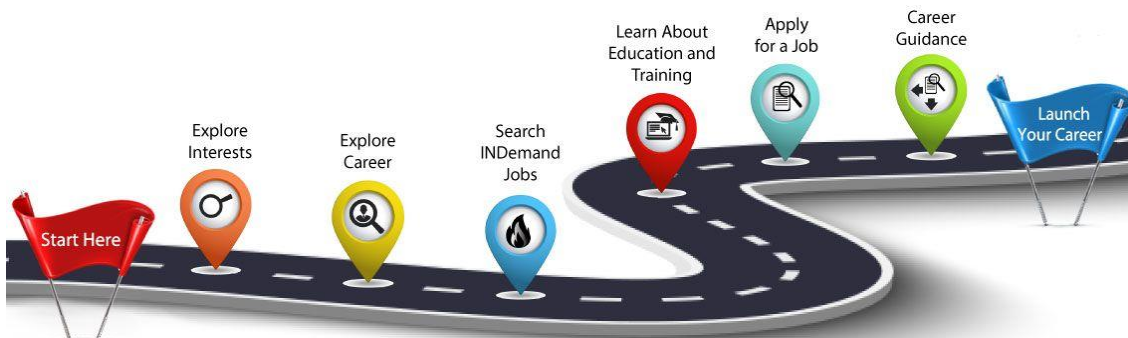 Start Here
Explore
Interests
Explore
Career
Search
INDemand
Jobs
Learn About
Education and
Training
Apply
for a Job
Career
Guidance
Launch
Your Career